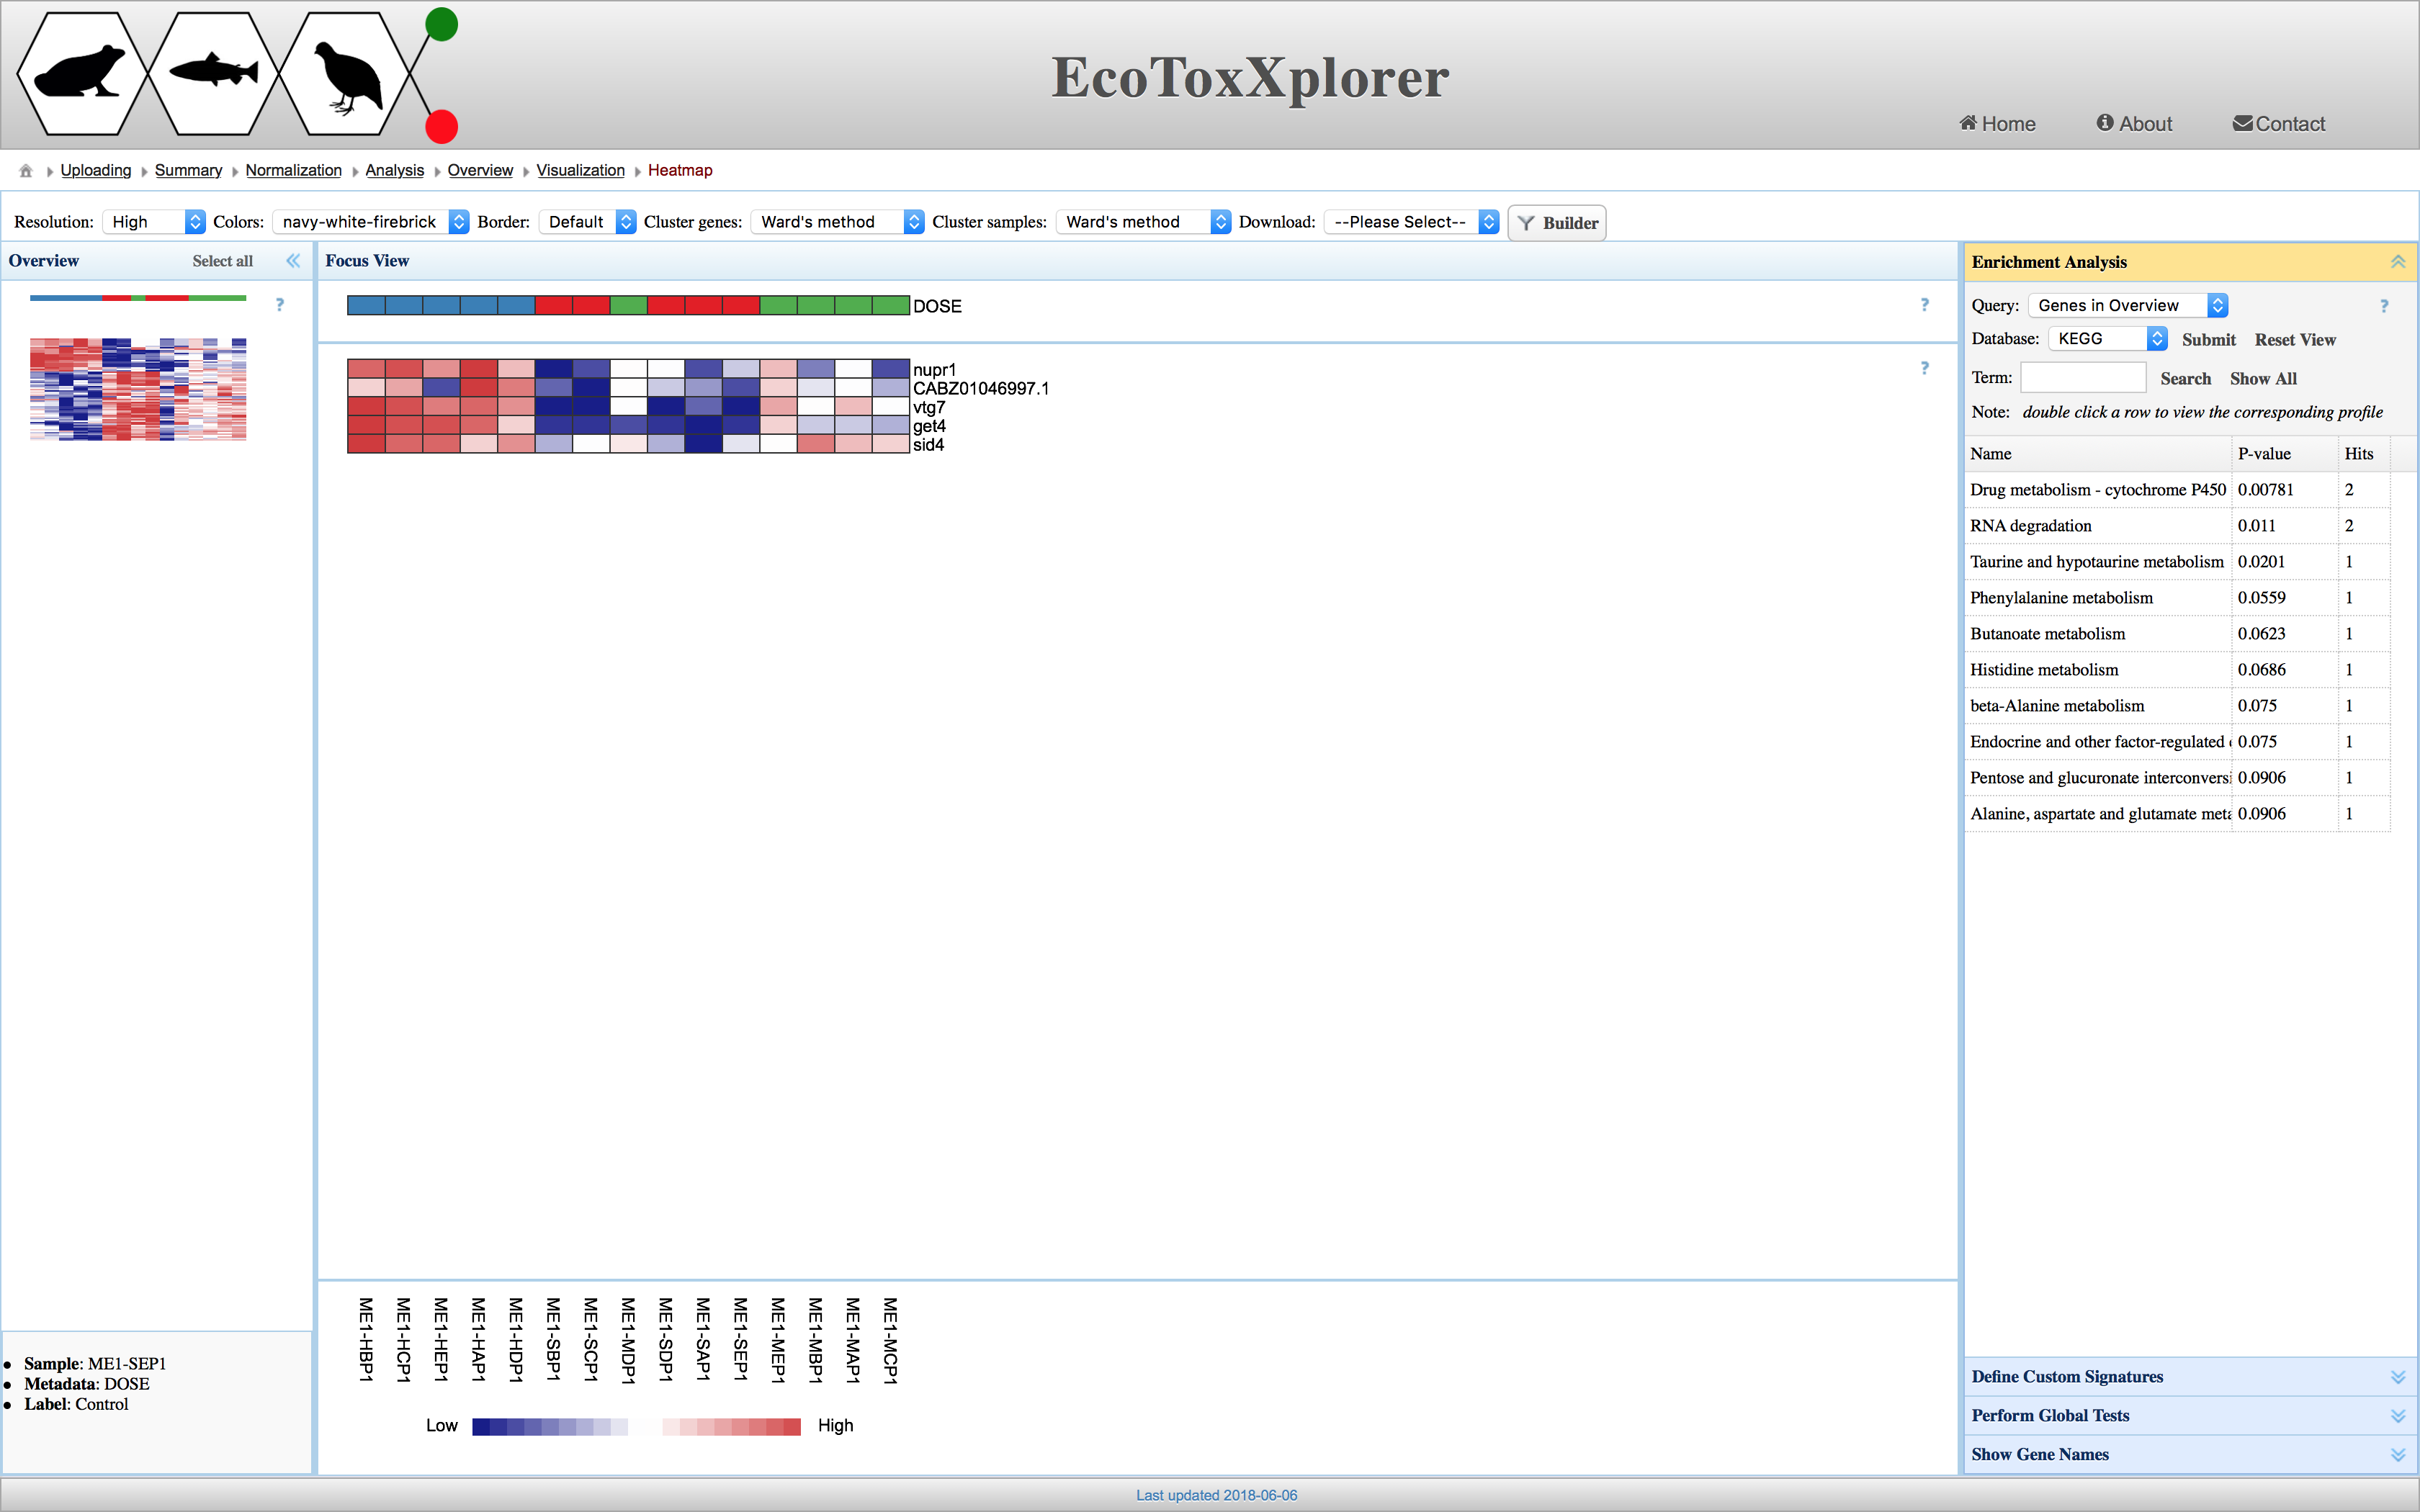 EcoToxXplorer
Home About Contact
Uploading Summary Normalization Analysis Overview Visualization Heatmap
Resolution: High Colors: navy-white-firebrick Border: Default Cluster genes: Ward's method Cluster samples: Ward's method Download: --Please Select-- Builder
Overview Select all
?
Sample: ME1-SEP1
Metadata: DOSE
Label: Control
Focus View
DOSE ?
nupr1 ?
CABZ01046997.1
vtg7
get4
sid4
ME1-HBP1
ME1-HCP1
ME1-HEP1
ME1-HAP1
ME1-HDP1
ME1-SBP1
ME1-SCP1
ME1-MDP1
ME1-SDP1
ME1-SAP1
ME1-SEP1
ME1-MEP1
ME1-MBP1
ME1-MAP1
ME1-MCP1
Low High
Enrichment Analysis
Query: Genes in Overview ?
Database: KEGG Submit Reset View
Term: Search Show All
Note: double click a row to view the corresponding profile
Name P-value Hits
Drug metabolism - cytochrome P450 0.00781 2
RNA degradation 0.011 2
Taurine and hypotaurine metabolism 0.0201 1
Phenylalanine metabolism 0.0559 1
Butanoate metabolism 0.0623 1
Histidine metabolism 0.0686 1
beta-Alanine metabolism 0.075 1
Endocrine and other factor-regulated 0.075 1
Pentose and glucuronate interconversi 0.0906 1
Alanine, aspartate and glutamate meta 0.0906 1
Define Custom Signatures
Perform Global Tests
Show Gene Names
Last updated 2018-06-06